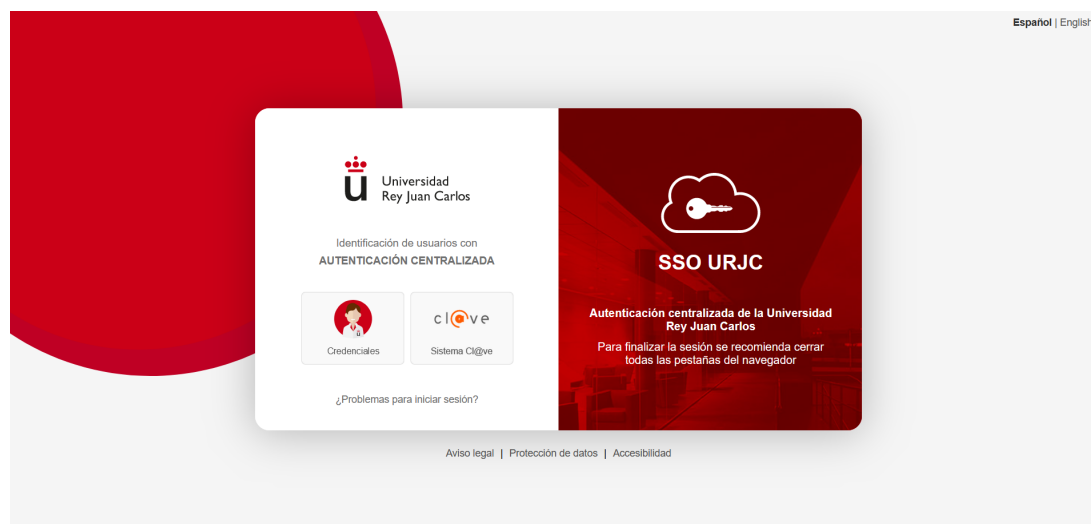 Español | English
Universidad
Rey Juan Carlos
Identificación de usuarios con
AUTENTICACIÓN CENTRALIZADA
Credenciales
cl@ve
Sistema Cl@ve
¿Problemas para iniciar sesión?
SSO URJC
Autenticación centralizada de la Universidad
Rey Juan Carlos
Para finalizar la sesión se recomienda cerrar
todas las pestañas del navegador
Aviso legal | Protección de datos | Accesibilidad